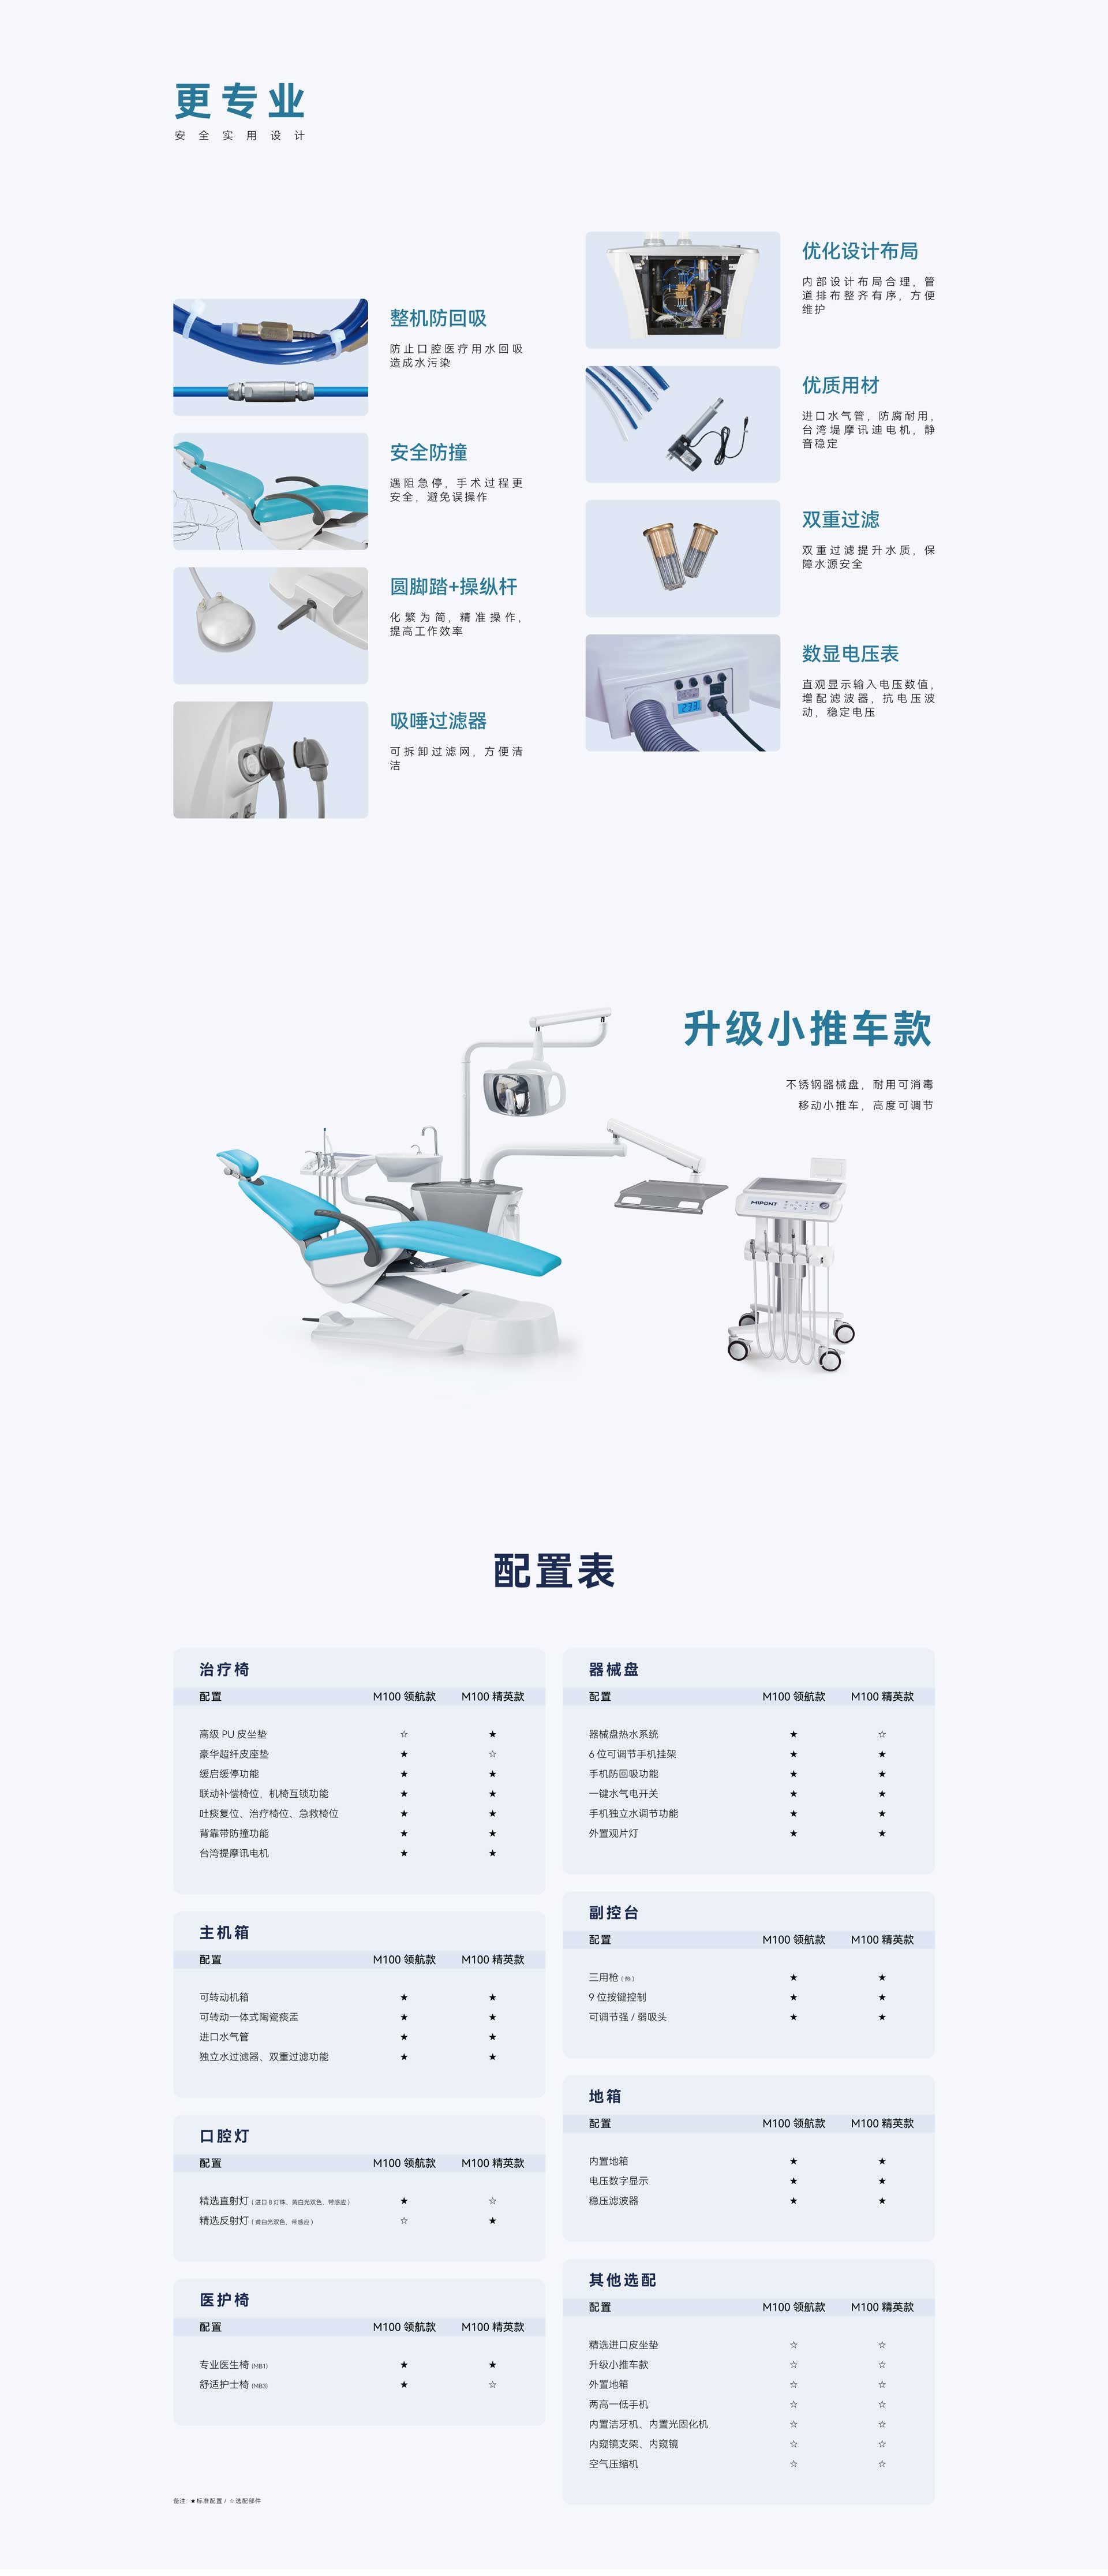 更专业
安全实用设计
整机防回吸
防止口腔医疗用水回吸
造成水污染
安全防撞
遇阻急停，手术过程更
安全，避免误操作
圆脚踏+操纵杆
化繁为简，精准操作，
提高工作效率
吸唾过滤器
可拆卸过滤网，方便清
洁
优化设计布局
内部设计布局合理，管
道排布整齐有序，方便
维护
优质用材
进口水气管，防腐耐用，
台湾堤摩讯迪电机，静
音稳定
双重过滤
双重过滤提升水质，保
障水源安全
数显电压表
直观显示输入电压数值，
增配滤波器，抗电压波
动，稳定电压
233
升级小推车款
不锈钢器械盘，耐用可消毒
移动小推车，高度可调节
MIPONT
配置表
治疗椅
配置 M100 领航款 M100 精英款
高级 PU 皮坐垫 ☆ ★
豪华超纤皮座垫 ★ ☆
缓启缓停功能 ★ ★
联动补偿椅位，机椅互锁功能 ★ ★
吐痰复位、治疗椅位、急救椅位 ★ ★
背靠带防撞功能 ★ ★
台湾提摩讯电机 ★ ★
主机箱
配置 M100 领航款 M100 精英款
可转动机箱 ★ ★
可转动一体式陶瓷痰盂 ★ ★
进口水气管 ★ ★
独立水过滤器、双重过滤功能 ★ ★
口腔灯
配置 M100 领航款 M100 精英款
精选直射灯（进口 8 灯珠、黄白光双色、带感应） ★ ☆
精选反射灯（黄白光双色、带感应） ☆ ★
医护椅
配置 M100 领航款 M100 精英款
专业医生椅 (MB1) ★ ★
舒适护士椅 (MB3) ★ ☆
备注: ★标准配置 / ☆选配部件
器械盘
配置 M100 领航款 M100 精英款
器械盘热水系统 ★ ☆
6 位可调节手机挂架 ★ ★
手机防回吸功能 ★ ★
一键水气电开关 ★ ★
手机独立水调节功能 ★ ★
外置观片灯 ★ ★
副控台
配置 M100 领航款 M100 精英款
三用枪（热） ★ ★
9 位按键控制 ★ ★
可调节强 / 弱吸头 ★ ★
地箱
配置 M100 领航款 M100 精英款
内置地箱 ★ ★
电压数字显示 ★ ★
稳压滤波器 ★ ★
其他选配
配置 M100 领航款 M100 精英款
精选进口皮坐垫 ☆ ☆
升级小推车款 ☆ ☆
外置地箱 ☆ ☆
两高一低手机 ☆ ☆
内置洁牙机、内置光固化机 ☆ ☆
内窥镜支架、内窥镜 ☆ ☆
空气压缩机 ☆ ☆